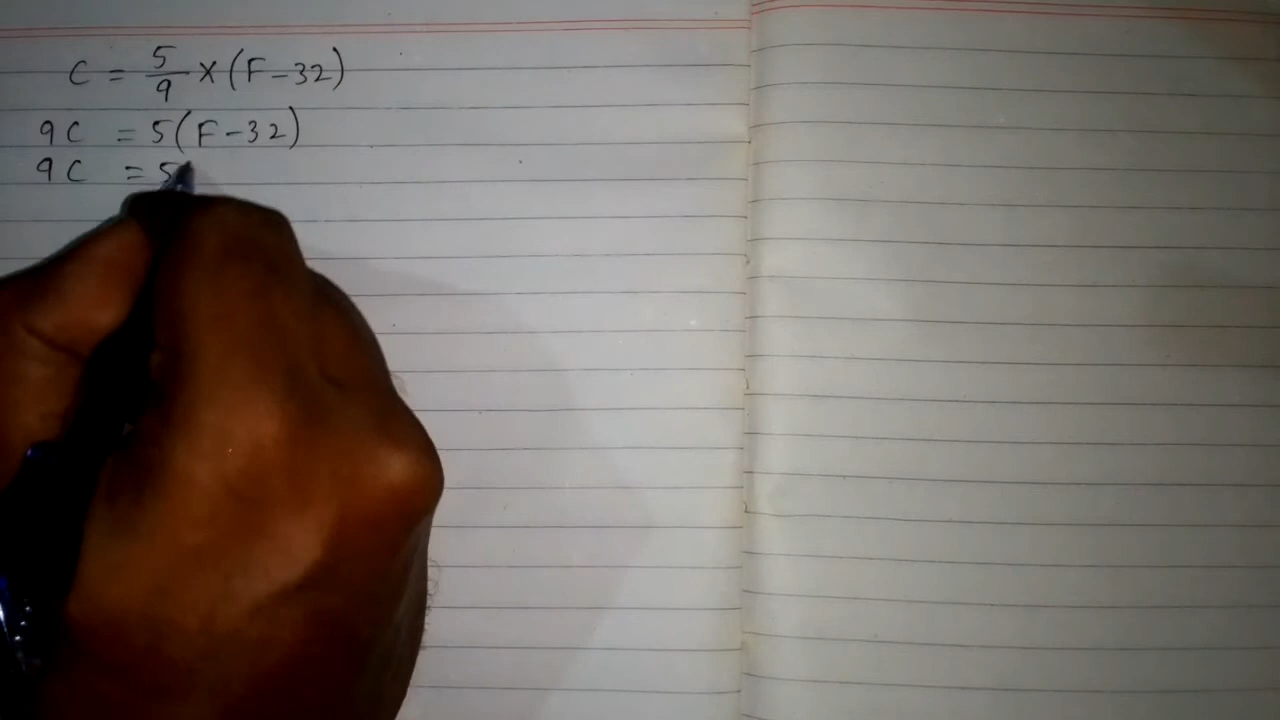 C = 5/9 × (F-32)
9C = 5(F-32)
9C = 5